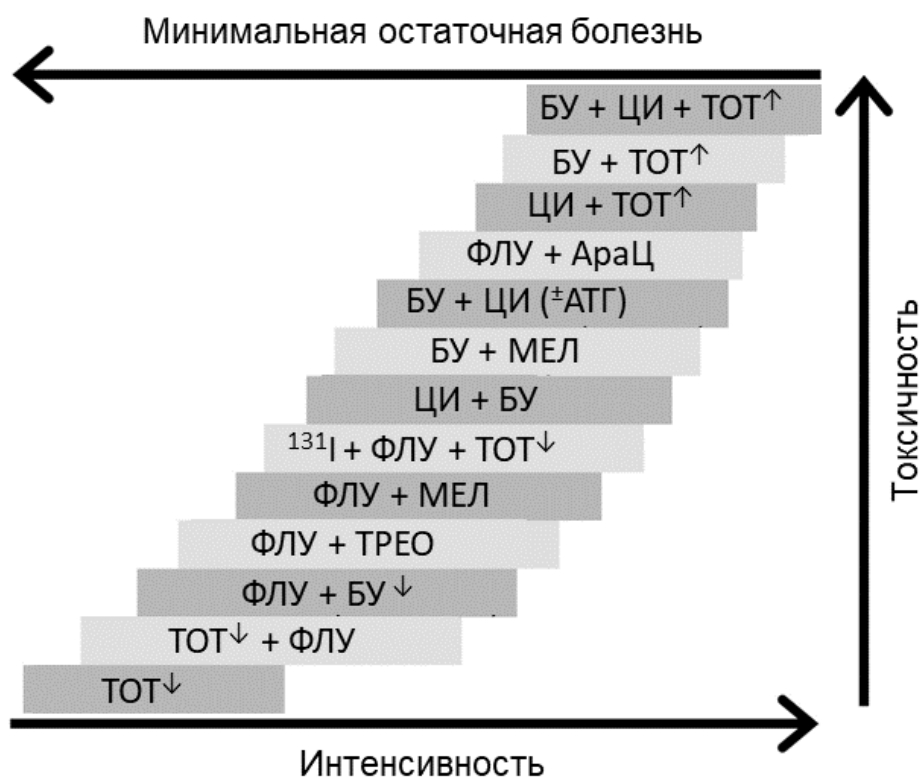 Минимальная остаточная болезнь
БУ + ЦИ + ТОТ↑
БУ + ТОТ↑
ЦИ + ТОТ↑
ФЛУ + АраЦ
БУ + ЦИ (±АТГ)
БУ + МЕЛ
ЦИ + БУ
131I + ФЛУ + ТОТ↓
ФЛУ + МЕЛ
ФЛУ + ТРЕО
ФЛУ + БУ ↓
ТОТ↓ + ФЛУ
ТОТ↓
Токсичность
Интенсивность